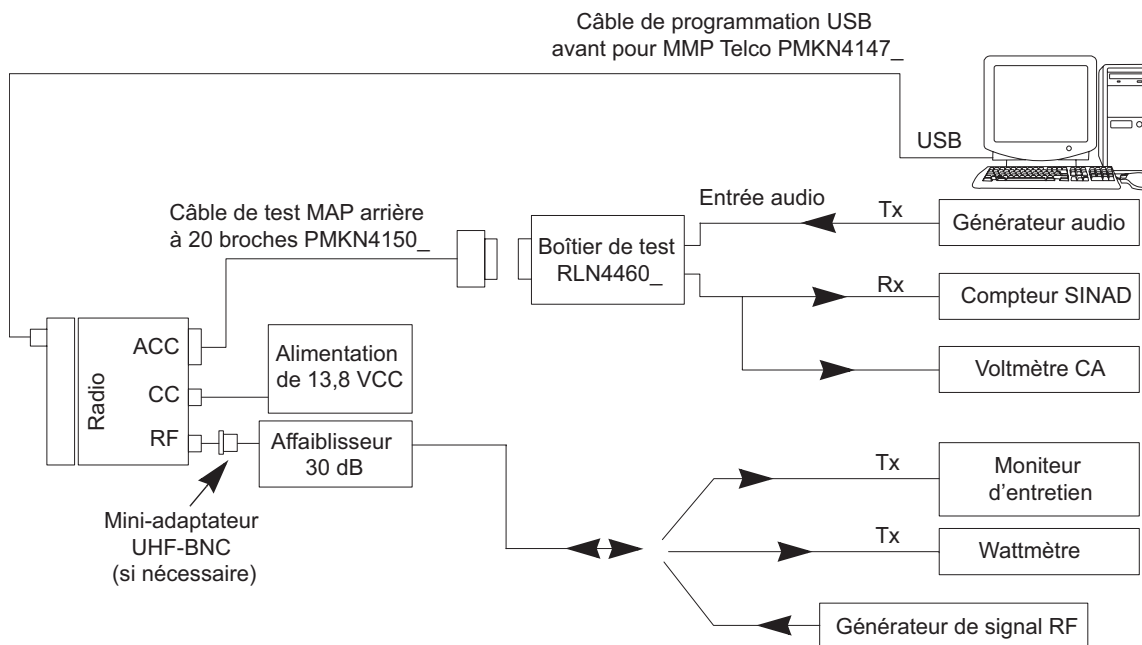 Câble de programmation USB
avant pour MMP Telco PMKN4147_
USB
Câble de test MAP arrière
à 20 broches PMKN4150_
Boîtier de test
RLN4460_
Entrée audio
Tx
Générateur audio
Rx
Compteur SINAD
Voltmètre CA
Radio
ACC
CC
RF
Alimentation
de 13,8 VCC
Affaiblisseur
30 dB
Mini-adaptateur
UHF-BNC
(si nécessaire)
Tx
Moniteur
d’entretien
Tx
Wattmètre
Générateur de signal RF